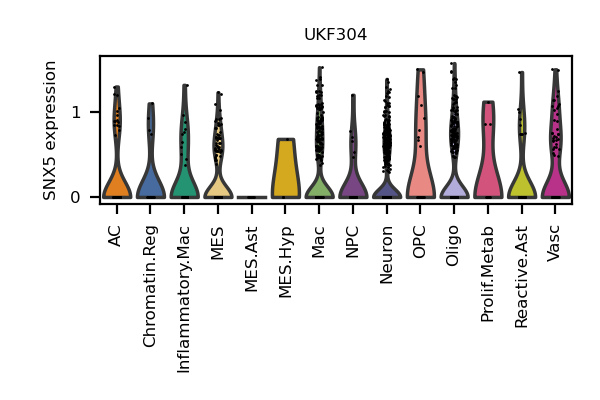 UKF304
SNX5 expression
1
0
AC
Chromatin.Reg
Inflammatory.Mac
MES
MES.Ast
MES.Hyp
Mac
NPC
Neuron
OPC
Oligo
Prolif.Metab
Reactive.Ast
Vasc